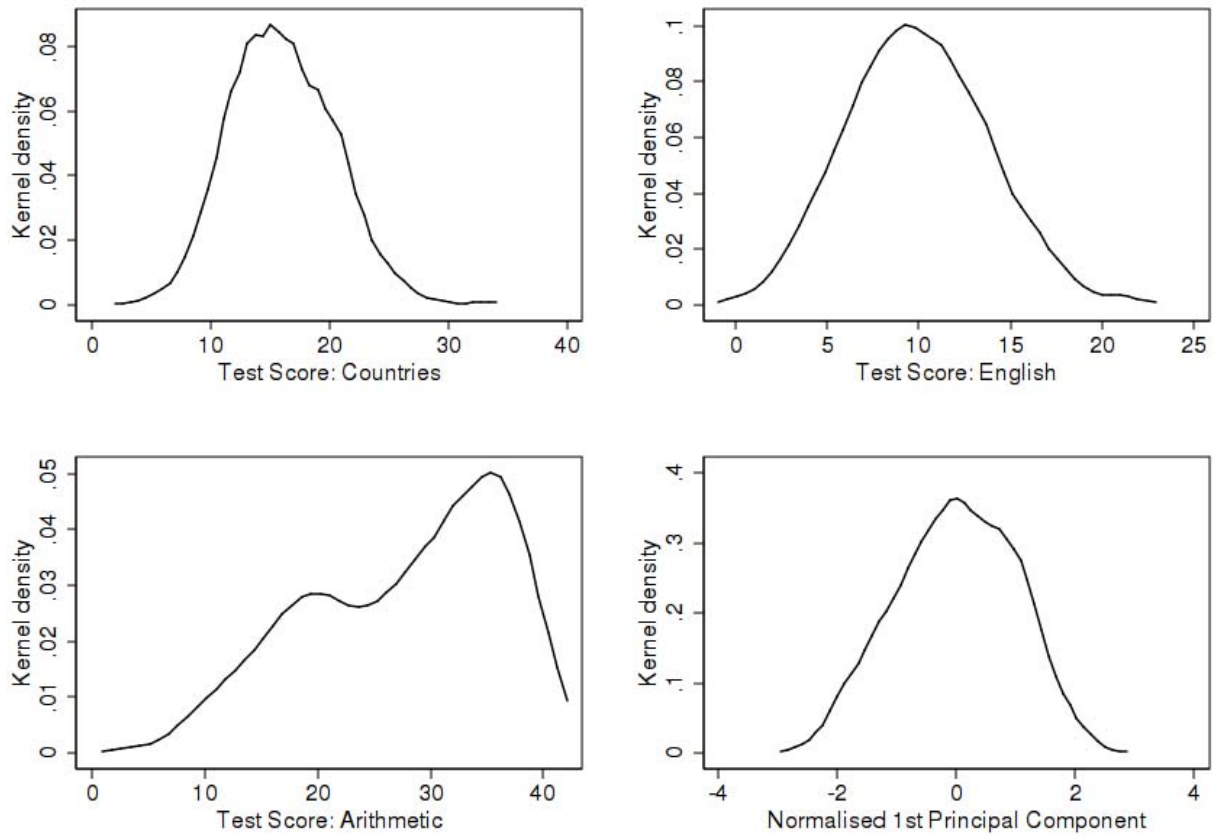 Kernel density
0 .02 .04 .06 .08
0 10 20 30 40
Test Score: Countries
Kernel density
0 .02 .04 .06 .08 .1
0 5 10 15 20 25
Test Score: English
Kernel density
0 .01 .02 .03 .04 .05
0 10 20 30 40
Test Score: Arithmetic
Kernel density
0 .1 .2 .3 .4
-4 -2 0 2 4
Normalised 1st Principal Component